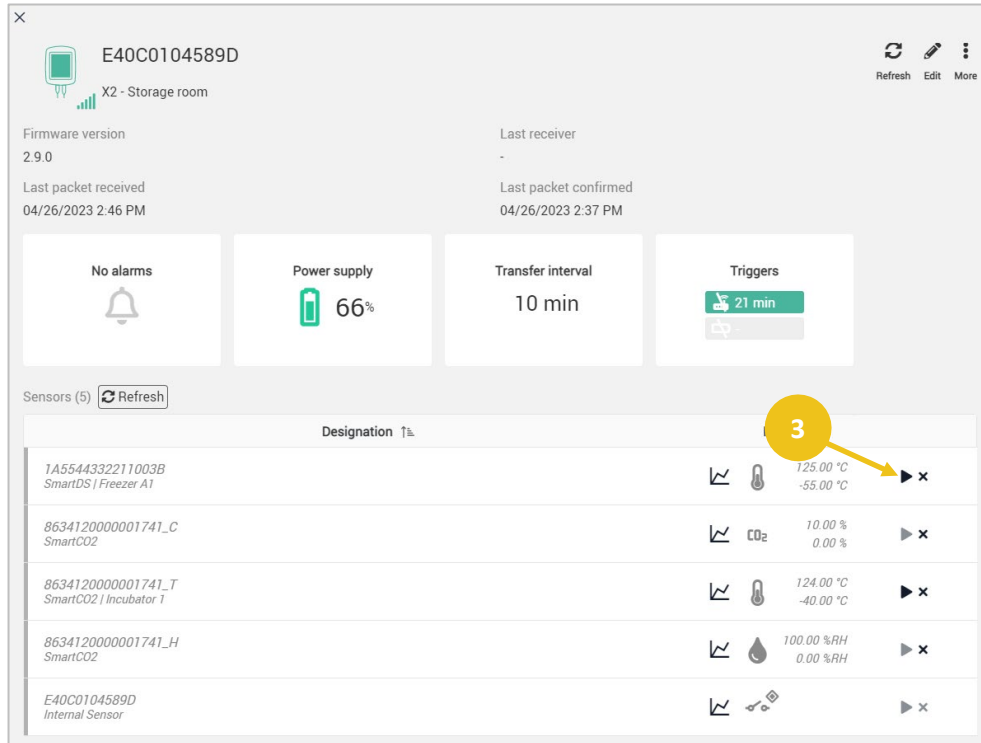 E40C0104589D
X2 - Storage room
Refresh Edit More
Firmware version
2.9.0
Last receiver
-
Last packet received
04/26/2023 2:46 PM
Last packet confirmed
04/26/2023 2:37 PM
No alarms
Power supply
66%
Transfer interval
10 min
Triggers
21 min
-
Sensors (5) Refresh
Designation
3
1A5544332211003B
SmartDS | Freezer A1
125.00 °C
-55.00 °C
8634120000001741_C
SmartCO2
CO2
10.00 %
0.00 %
8634120000001741_T
SmartCO2 | Incubator 1
124.00 °C
-40.00 °C
8634120000001741_H
SmartCO2
100.00 %RH
0.00 %RH
E40C0104589D
Internal Sensor